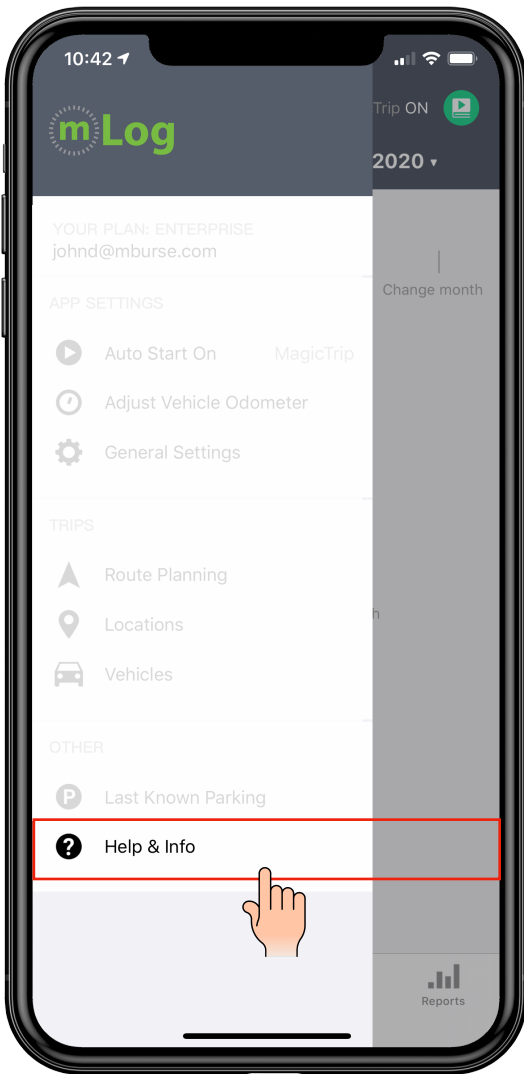 10:42
mLog
Trip ON
2020
YOUR PLAN: ENTERPRISE
johnd@mburse.com
Change month
APP SETTINGS
Auto Start On MagicTrip
Adjust Vehicle Odometer
General Settings
TRIPS
Route Planning
h
Locations
Vehicles
OTHER
P
Last Known Parking
?
Help & Info
Reports